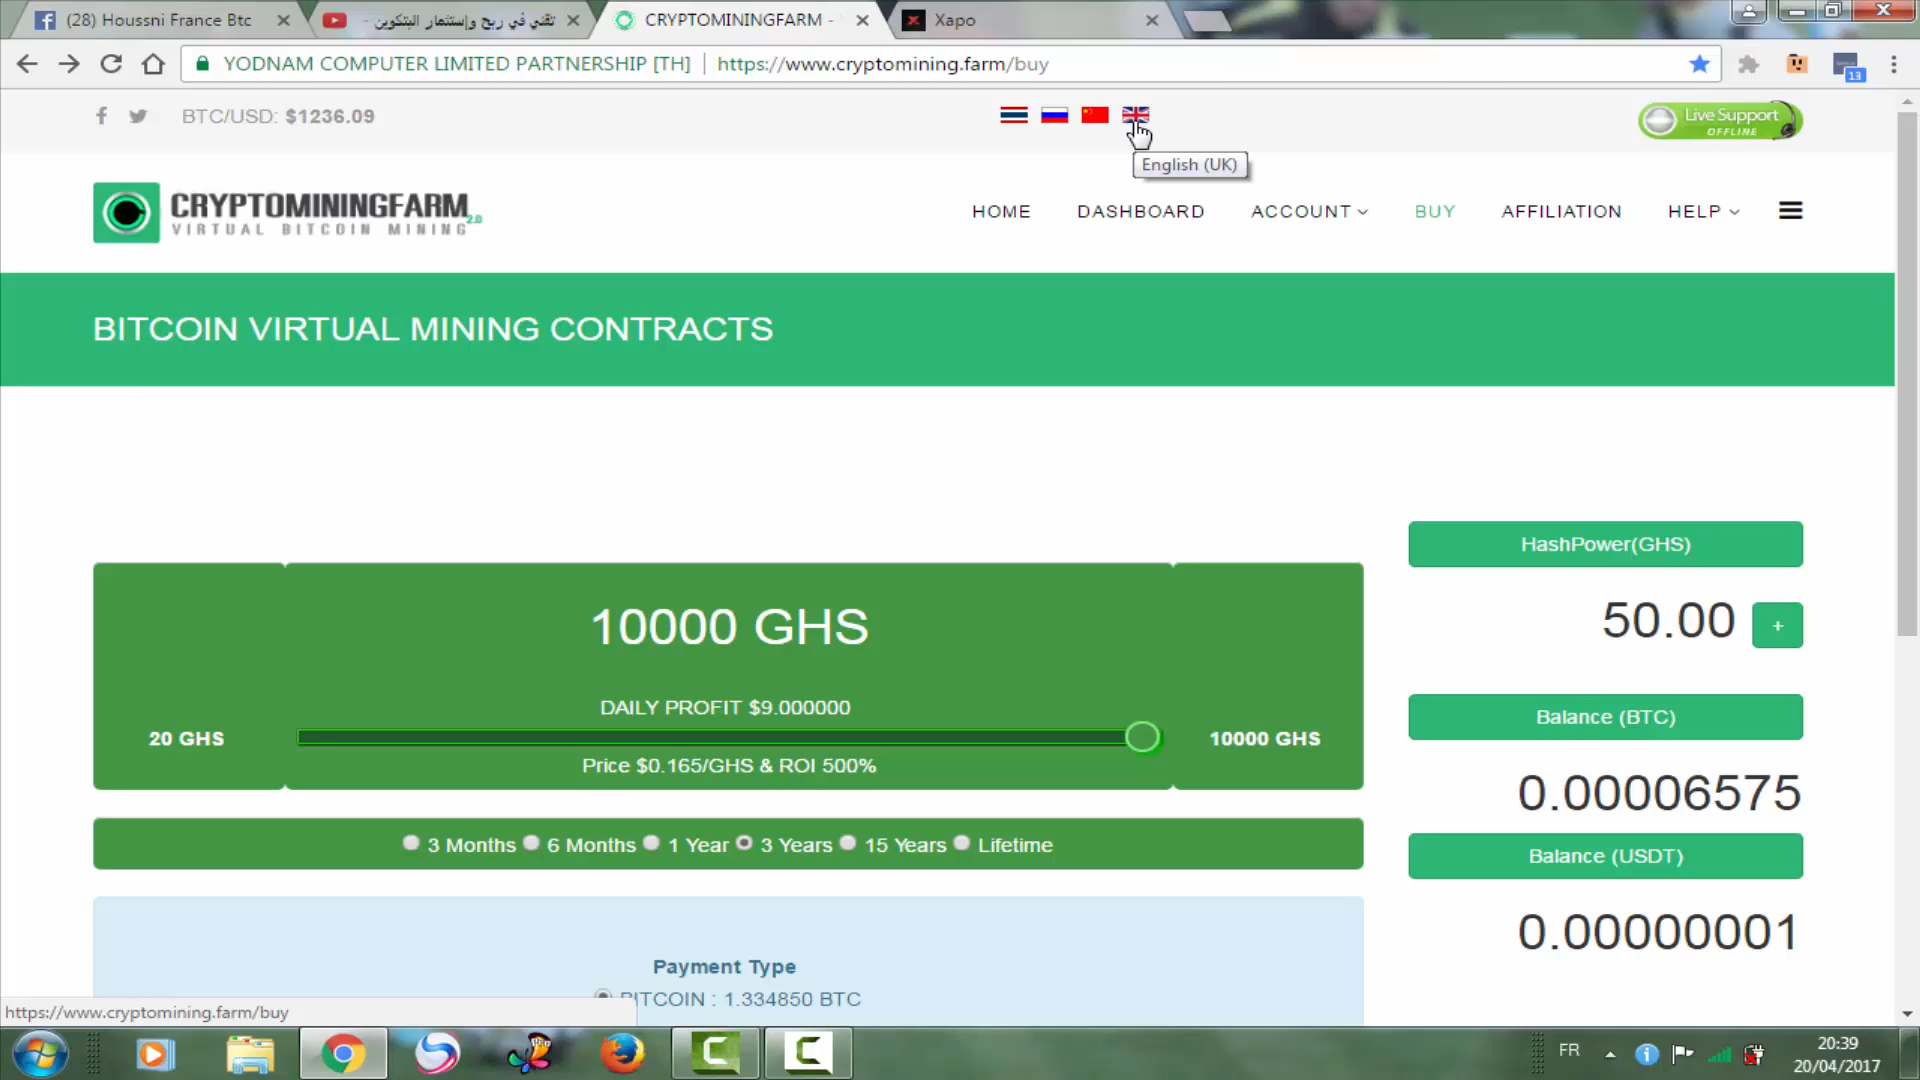 (28) Houssni France Btc
تقني في ربح وإستثمار البتكوين -
CRYPTOMININGFARM -
Xapo
YODNAM COMPUTER LIMITED PARTNERSHIP [TH]
https://www.cryptomining.farm/buy
13
BTC/USD: $1236.09
Live Support
OFFLINE
English (UK)
CRYPTOMININGFARM 2.0
VIRTUAL BITCOIN MINING
HOME
DASHBOARD
ACCOUNT
BUY
AFFILIATION
HELP
BITCOIN VIRTUAL MINING CONTRACTS
HashPower(GHS)
50.00 +
10000 GHS
DAILY PROFIT $9.000000
20 GHS
10000 GHS
Price $0.165/GHS & ROI 500%
Balance (BTC)
0.00006575
3 Months 6 Months 1 Year 3 Years 15 Years Lifetime
Balance (USDT)
0.00000001
Payment Type
BITCOIN : 1.334850 BTC
https://www.cryptomining.farm/buy
FR
20:39
20/04/2017